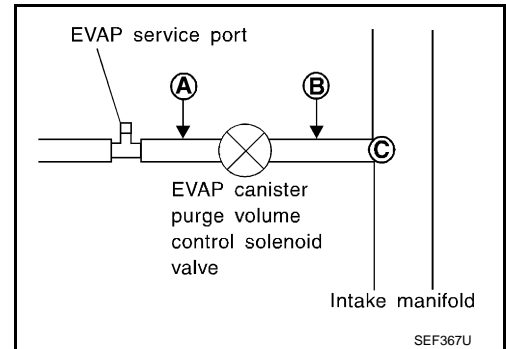 EVAP service port
A
B
C
EVAP canister
purge volume
control solenoid
valve
Intake manifold
SEF367U